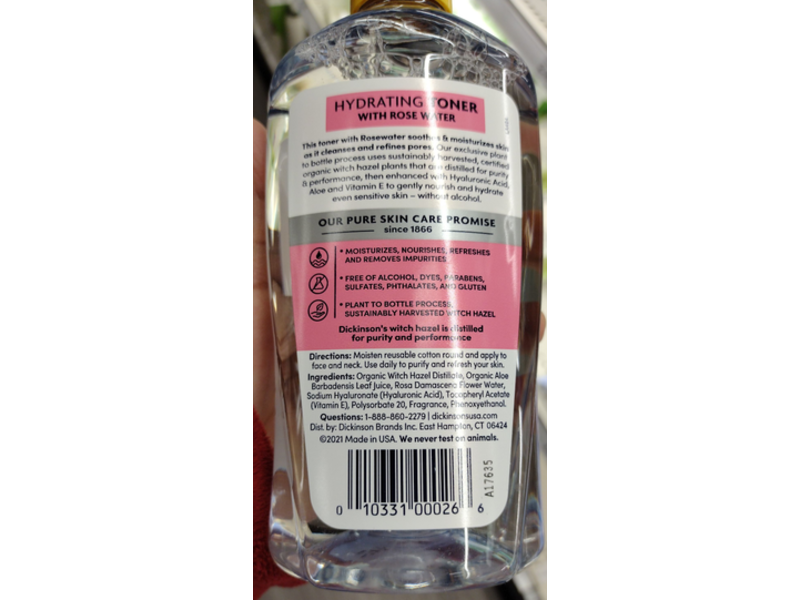 HYDRATING TONER
WITH ROSE WATER
This toner with Rosewater soothes & moisturizes skin
as it cleanses and refines pores. Our exclusive plant
to bottle process uses sustainably harvested, certified
organic witch hazel plants that are distilled for purity
& performance, then enhanced with Hyaluronic Acid,
Aloe and Vitamin E to gently nourish and hydrate
even sensitive skin – without alcohol.
OUR PURE SKIN CARE PROMISE
since 1866
• MOISTURIZES, NOURISHES, REFRESHES
AND REMOVES IMPURITIES
• FREE OF ALCOHOL, DYES, PARABENS,
SULFATES, PHTHALATES, AND GLUTEN
• PLANT TO BOTTLE PROCESS,
SUSTAINABLY HARVESTED WITCH HAZEL
Dickinson's witch hazel is distilled
for purity and performance
Directions: Moisten reusable cotton round and apply to
face and neck. Use daily to purify and refresh your skin.
Ingredients: Organic Witch Hazel Distillate, Organic Aloe
Barbadensis Leaf Juice, Rosa Damascena Flower Water,
Sodium Hyaluronate (Hyaluronic Acid), Tocopheryl Acetate
(Vitamin E), Polysorbate 20, Fragrance, Phenoxyethanol.
Questions: 1-888-860-2279 | dickinsonsusa.com
Dist. by: Dickinson Brands Inc. East Hampton, CT 06424
©2021 Made in USA. We never test on animals.
A17635
0 10331 00026 6